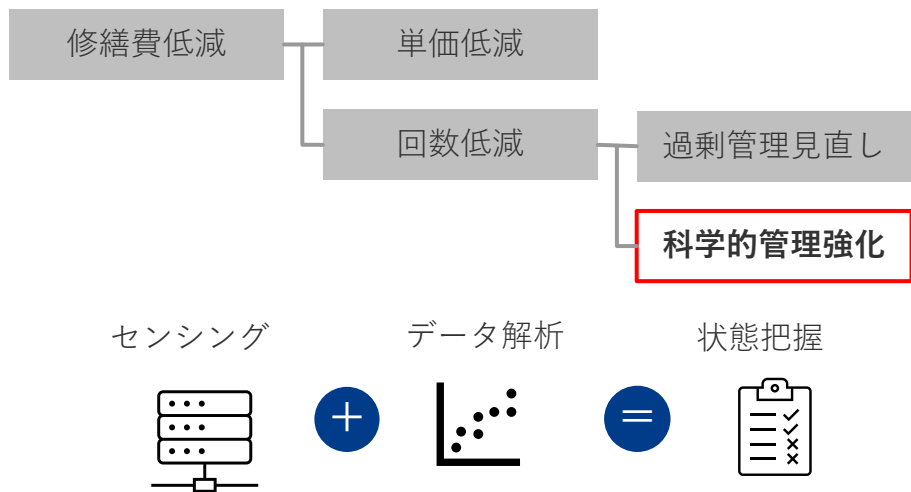 修繕費低減
単価低減
回数低減
過剰管理見直し
科学的管理強化
センシング
データ解析
状態把握
+
=